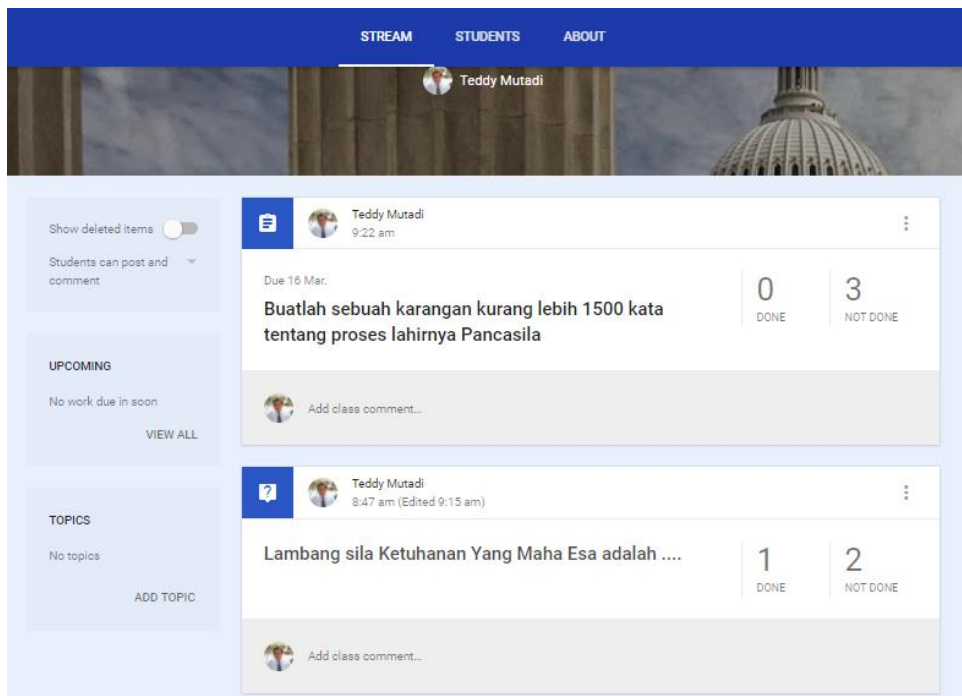 STREAM STUDENTS ABOUT
Teddy Mutadi
Show deleted items
Students can post and
comment
UPCOMING
No work due in soon
VIEW ALL
TOPICS
No topics
ADD TOPIC
Teddy Mutadi
9:22 am
Due 16 Mar.
Buatlah sebuah karangan kurang lebih 1500 kata
tentang proses lahirnya Pancasila
0 3
DONE NOT DONE
Add class comment...
Teddy Mutadi
8:47 am (Edited 9:15 am)
Lambang sila Ketuhanan Yang Maha Esa adalah ....
1 2
DONE NOT DONE
Add class comment...